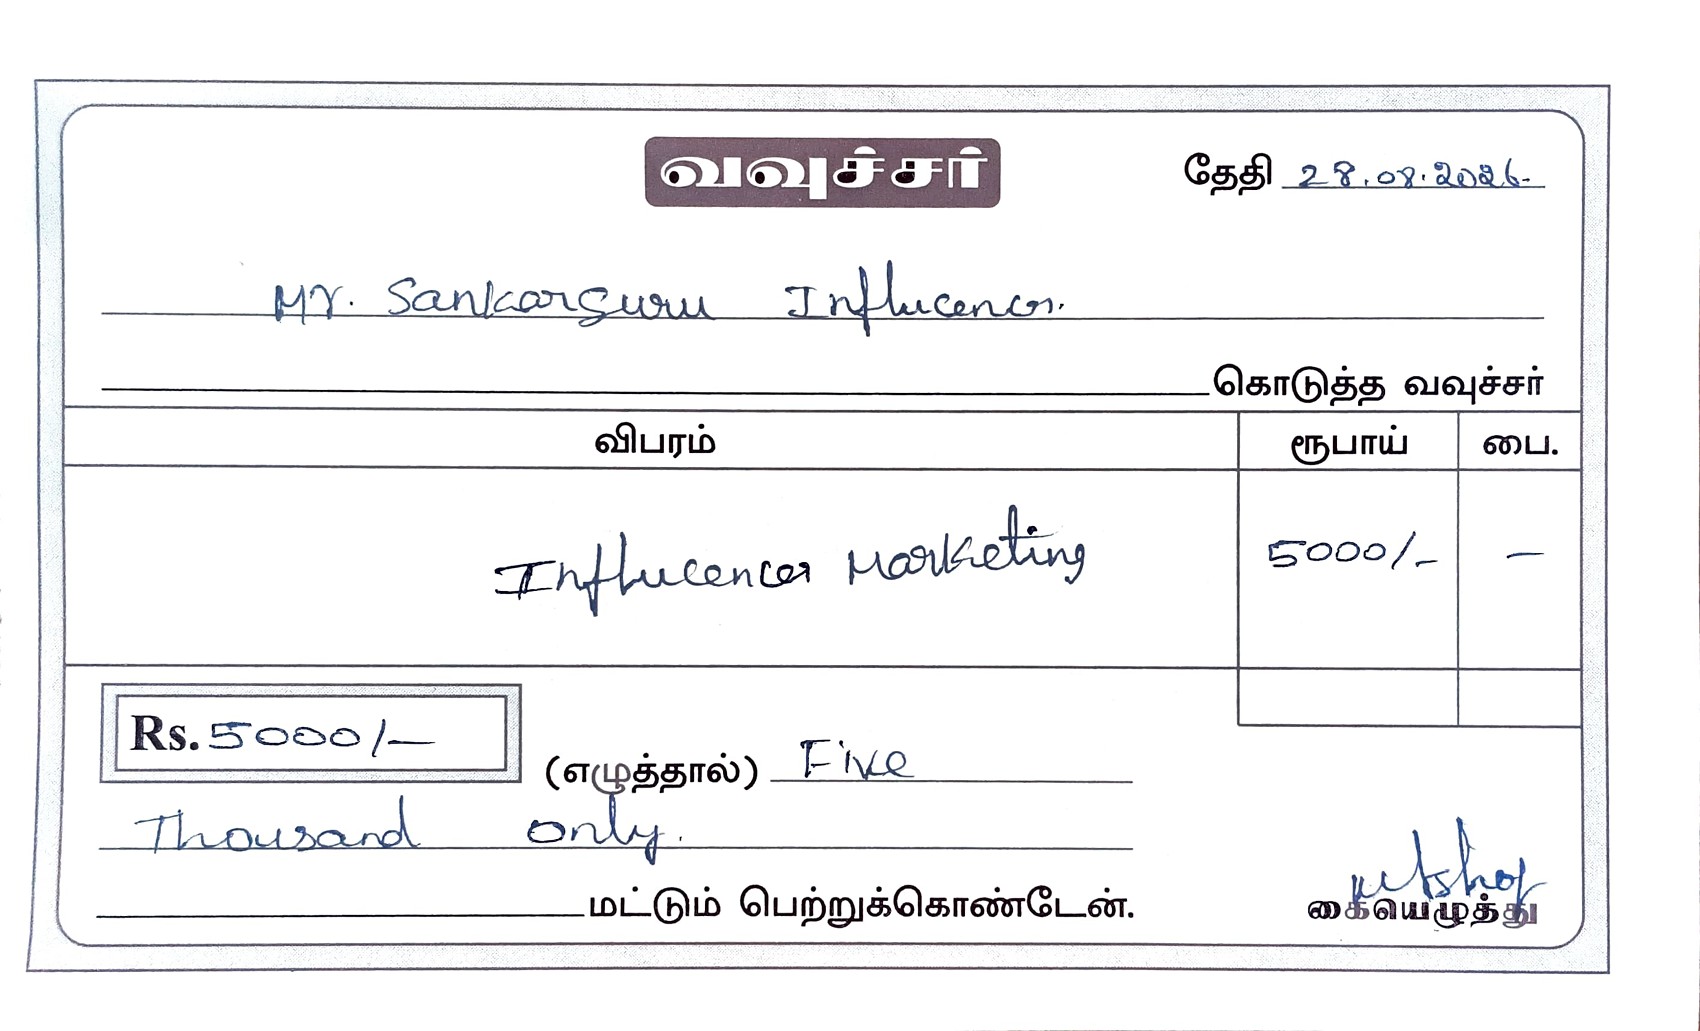 வவுச்சர்
தேதி 28.08.2026.
Mr. Sankarguru Influencer.
கொடுத்த வவுச்சர்
விபரம் ரூபாய் பை.
Influencer Marketing 5000/- —
Rs. 5000/-
(எழுத்தால்) Five
Thousand only.
மட்டும் பெற்றுக்கொண்டேன்.
கையெழுத்து